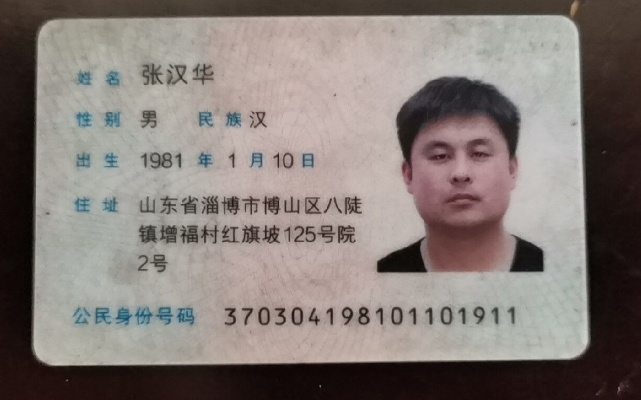 姓名 张汉华
性别 男 民族 汉
出生 1981 年 1 月 10 日
住址 山东省淄博市博山区八陡
镇增福村红旗坡125号院
2号
公民身份号码 370304198101101911